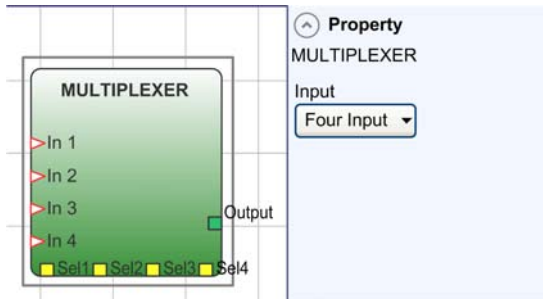 MULTIPLEXER
In 1
In 2
In 3
In 4
Output
Sel1 Sel2 Sel3 Sel4
Property
MULTIPLEXER
Input
Four Input